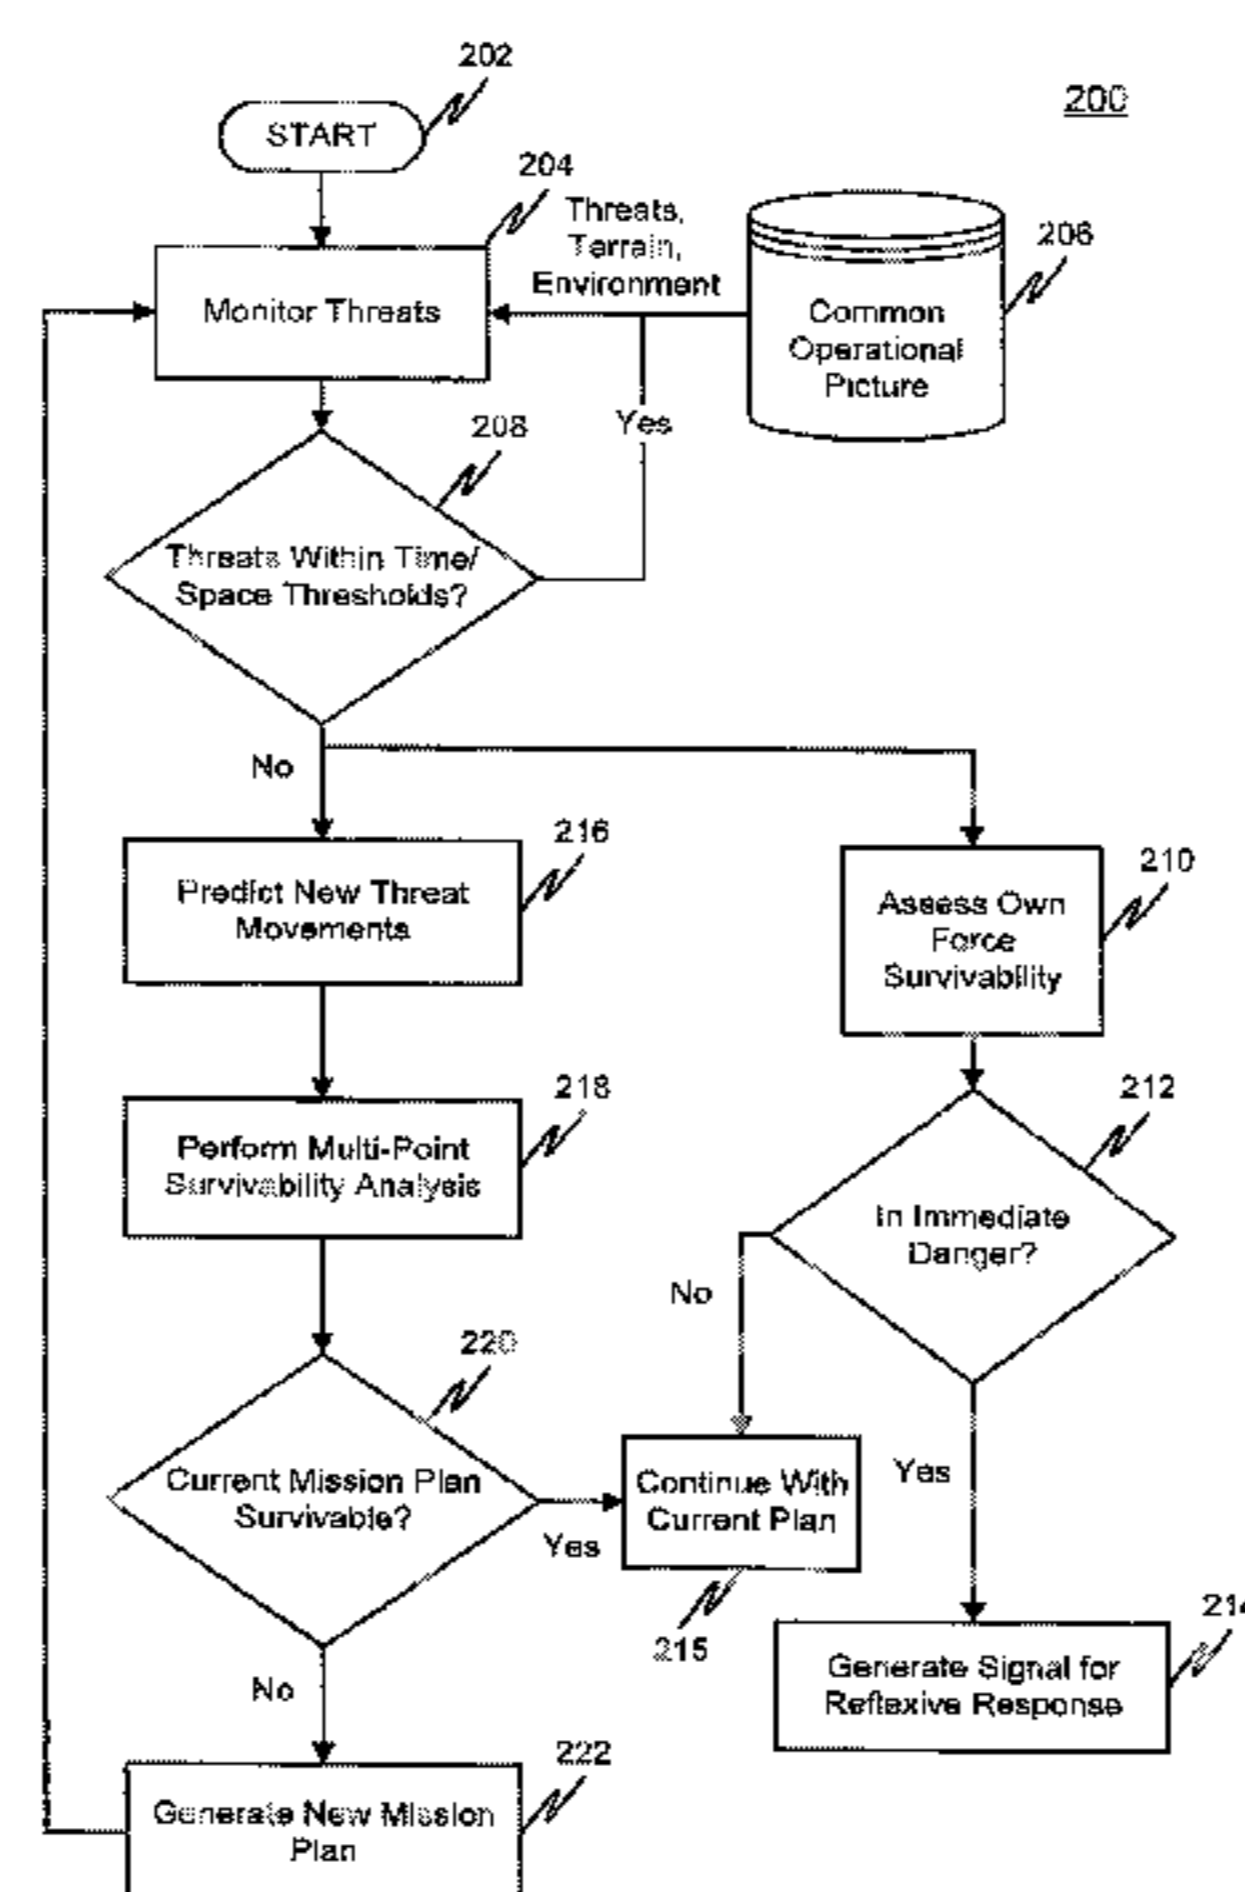 202
200
START
204
Threats,
Terrain,
Environment
206
Monitor Threats
Common
Operational
Picture
Yes
208
Threats Within Time/
Space Thresholds?
No
216
210
Predict New Threat
Movements
Assess Own
Force
Survivability
218
212
Perform Multi-Point
Survivability Analysis
In Immediate
Danger?
No
220
Current Mission Plan
Survivable?
Yes
Continue With
Current Plan
Yes
215
214
Generate Signal for
Reflexive Response
No
222
Generate New Mission
Plan